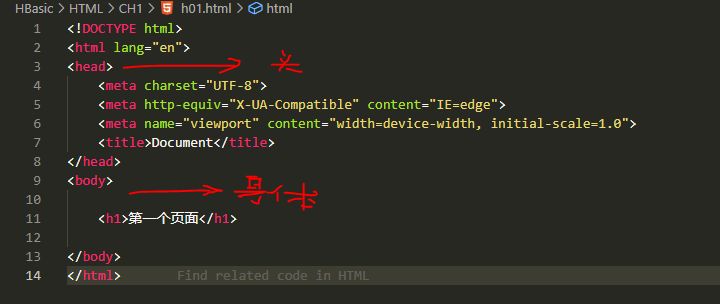 HBasic > HTML > CH1 > h01.html > html
1 <!DOCTYPE html>
2 <html lang="en">
3 <head> 头
4 <meta charset="UTF-8">
5 <meta http-equiv="X-UA-Compatible" content="IE=edge">
6 <meta name="viewport" content="width=device-width, initial-scale=1.0">
7 <title>Document</title>
8 </head>
9 <body>
10 身体
11 <h1>第一个页面</h1>
12
13 </body>
14 </html> Find related code in HTML